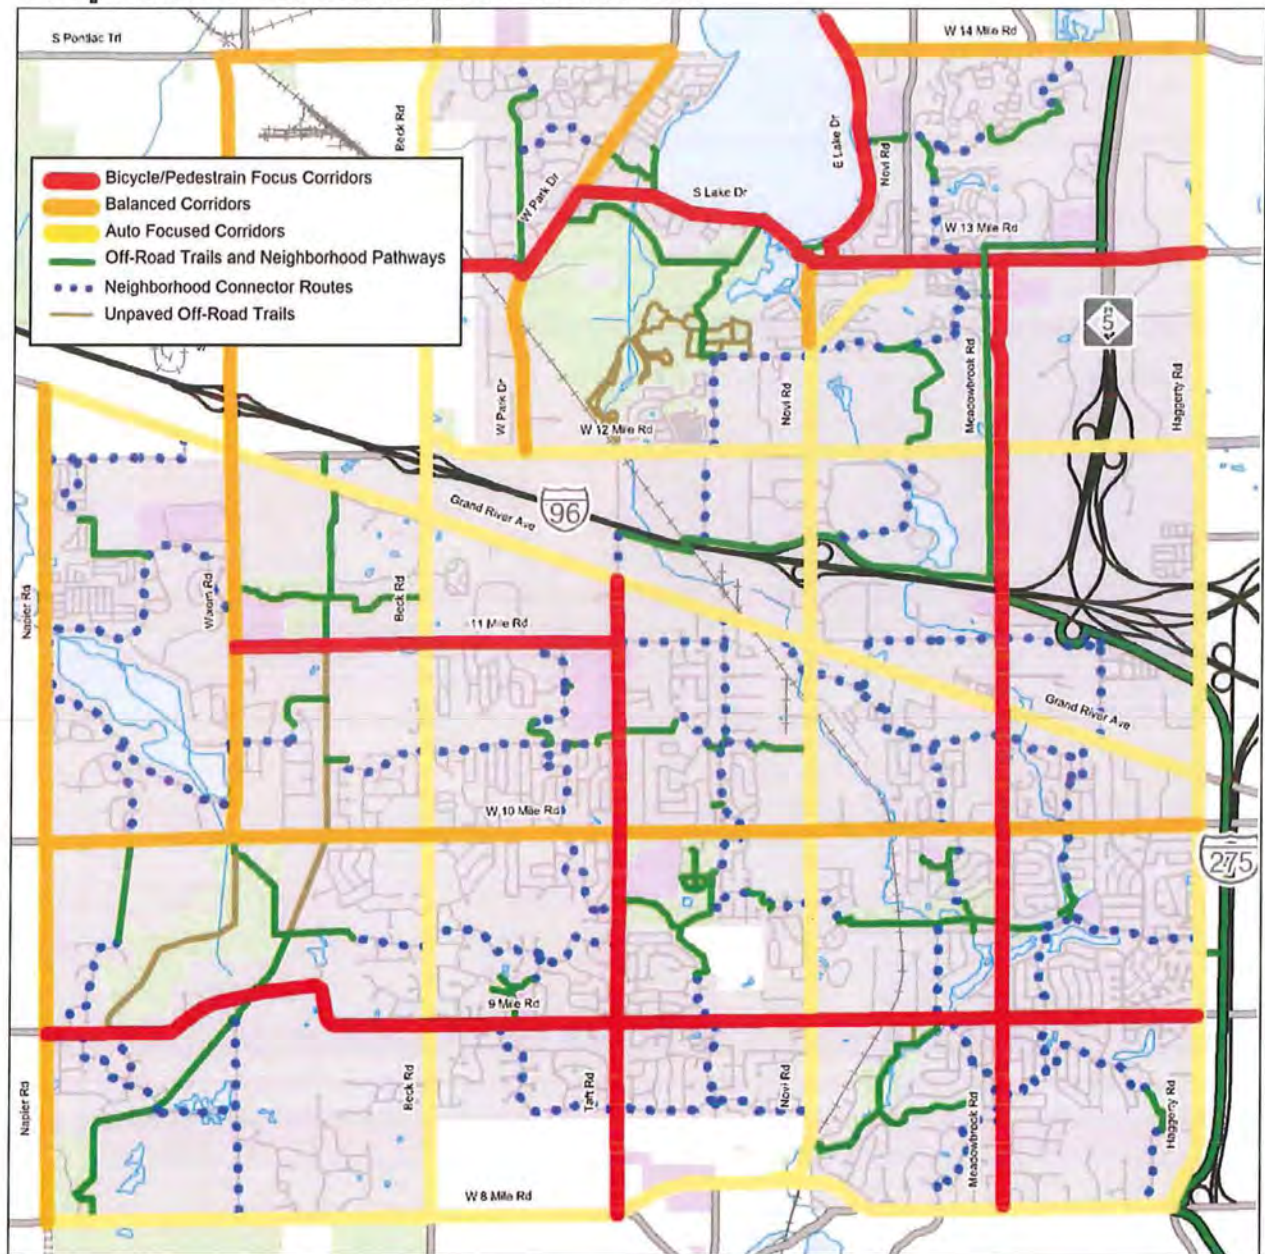 S Pontiac Trl
W 14 Mile Rd
Beck Rd
E Lake Dr
Novi Rd
Bicycle/Pedestrain Focus Corridors
Balanced Corridors
Auto Focused Corridors
Off-Road Trails and Neighborhood Pathways
Neighborhood Connector Routes
Unpaved Off-Road Trails
W Park Dr
S Lake Dr
W 13 Mile Rd
5
W Park Dr
W 12 Mile Rd
Novi Rd
Meadowbrook Rd
Haggerty Rd
Grand River Ave
96
Napier Rd
Wixom Rd
Beck Rd
11 Mile Rd
Grand River Ave
W 10 Mile Rd
275
9 Mile Rd
Napier Rd
Beck Rd
Taft Rd
Novi Rd
Meadowbrook Rd
Haggerty Rd
W 8 Mile Rd